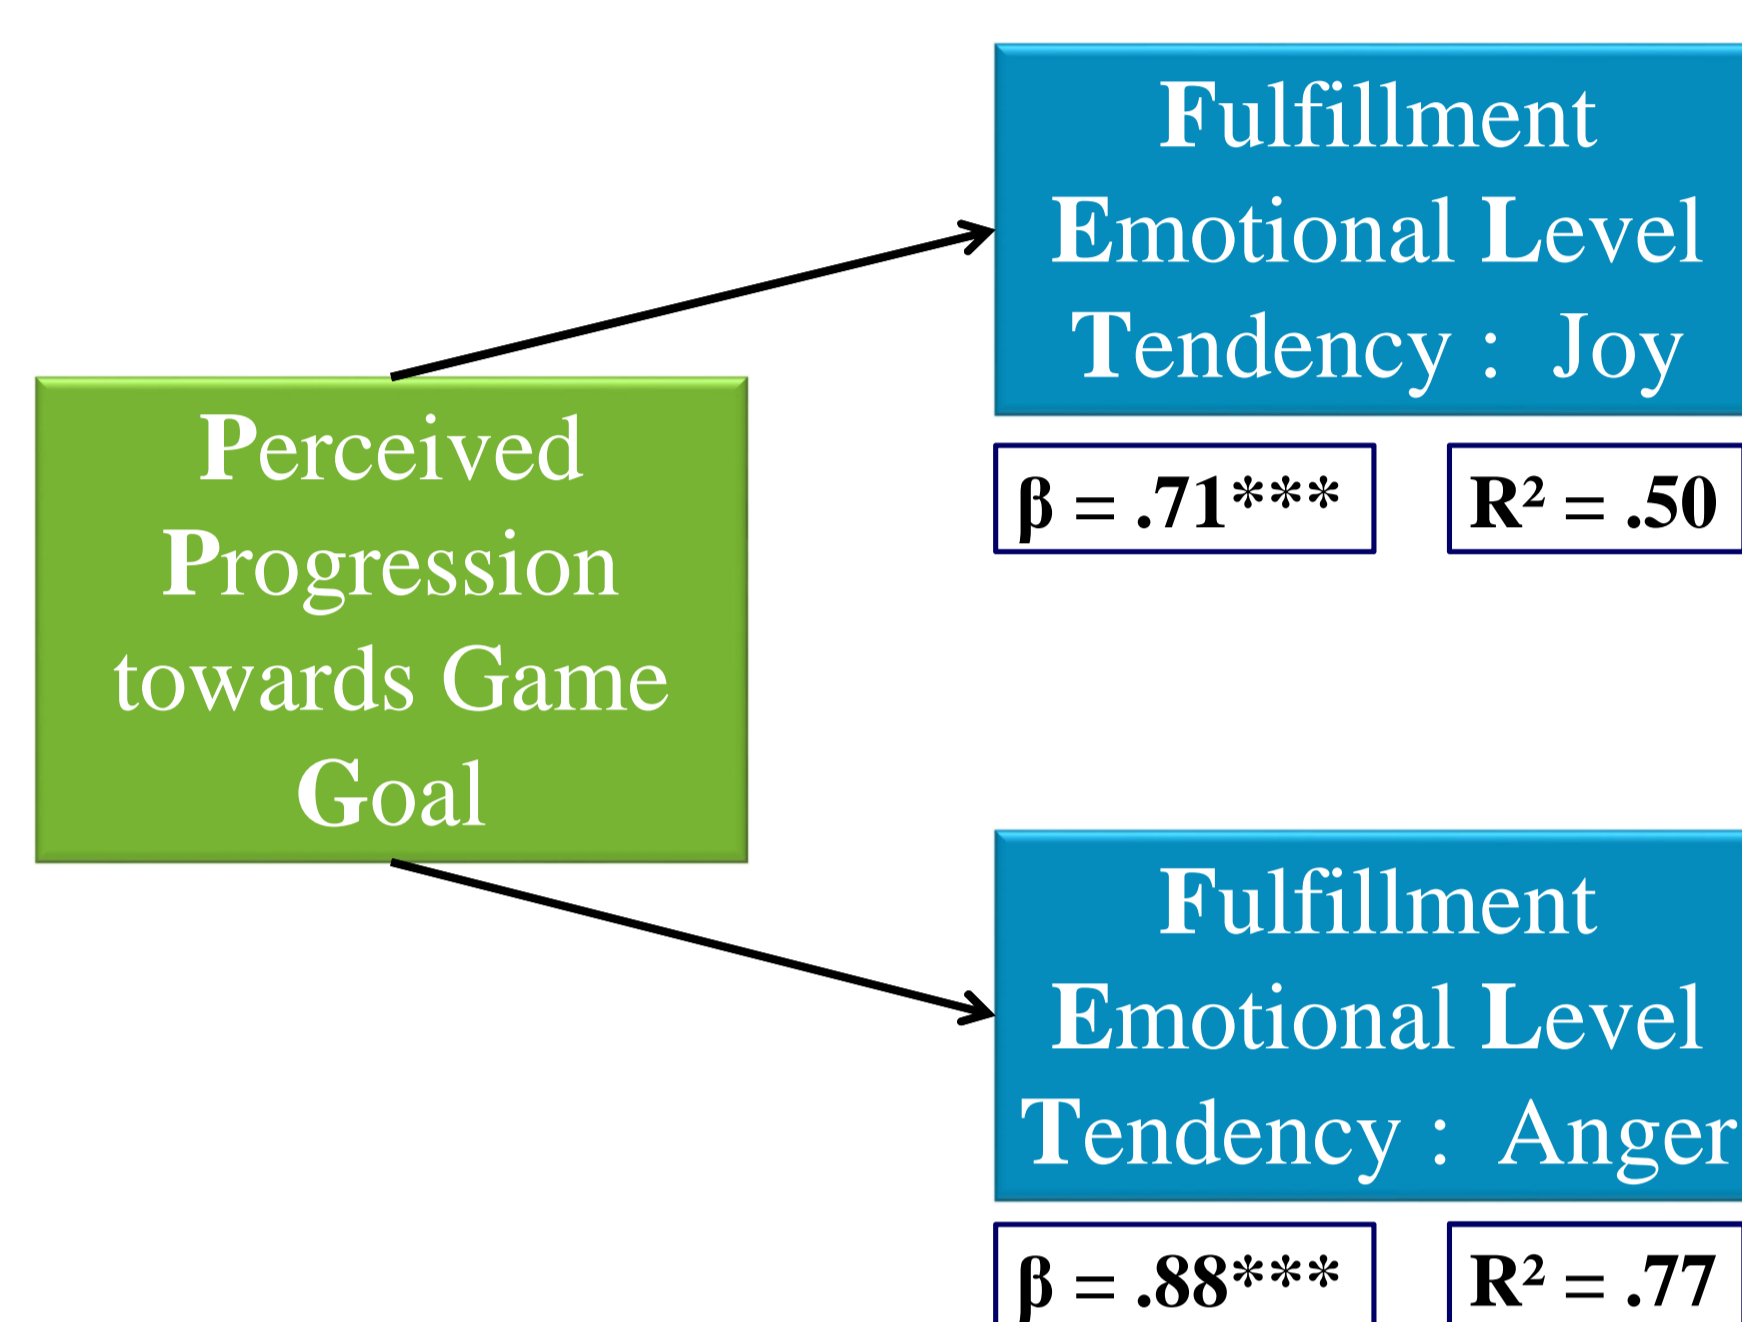 Fulfillment
Emotional Level
Tendency : Joy
β = .71***
R² = .50
Perceived
Progression
towards Game
Goal
Fulfillment
Emotional Level
Tendency : Anger
β = .88***
R² = .77